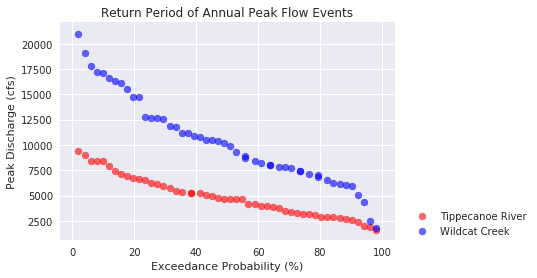 Return Period of Annual Peak Flow Events
Peak Discharge (cfs)
20000
17500
15000
12500
10000
7500
5000
2500
0 20 40 60 80 100
Exceedance Probability (%)
Tippecanoe River
Wildcat Creek